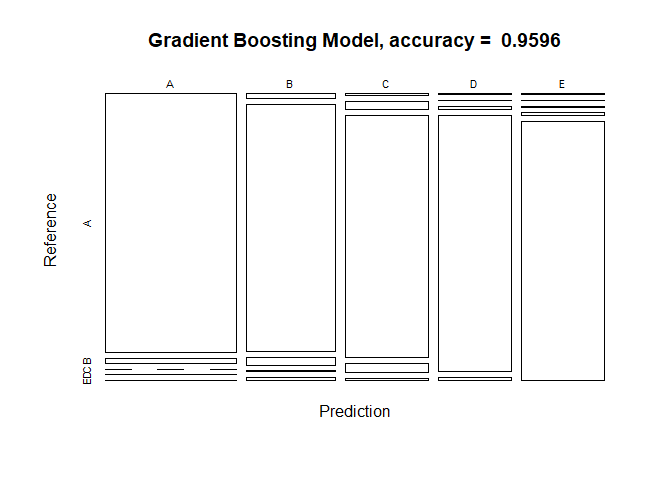 Gradient Boosting Model, accuracy =  0.9596
A B C D E
Reference
A
B
C
D
E
Prediction